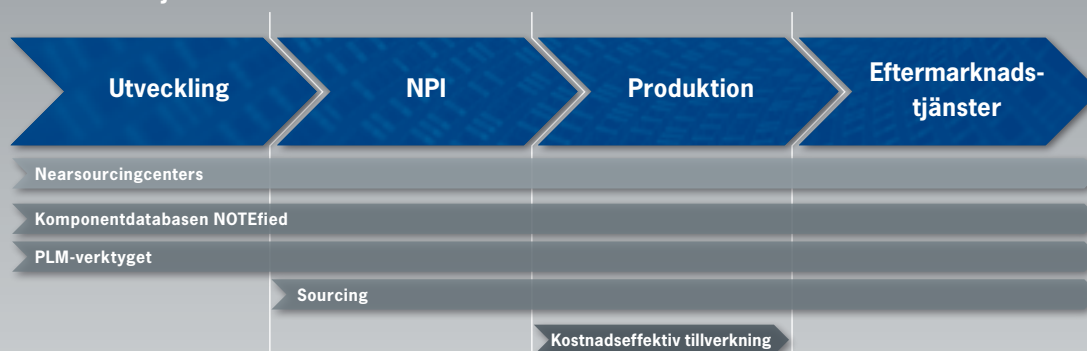 Utveckling
NPI
Produktion
Eftermarknads-
tjänster
Nearsourcingcenters
Komponentdatabasen NOTEfied
PLM-verktyget
Sourcing
Kostnadseffektiv tillverkning